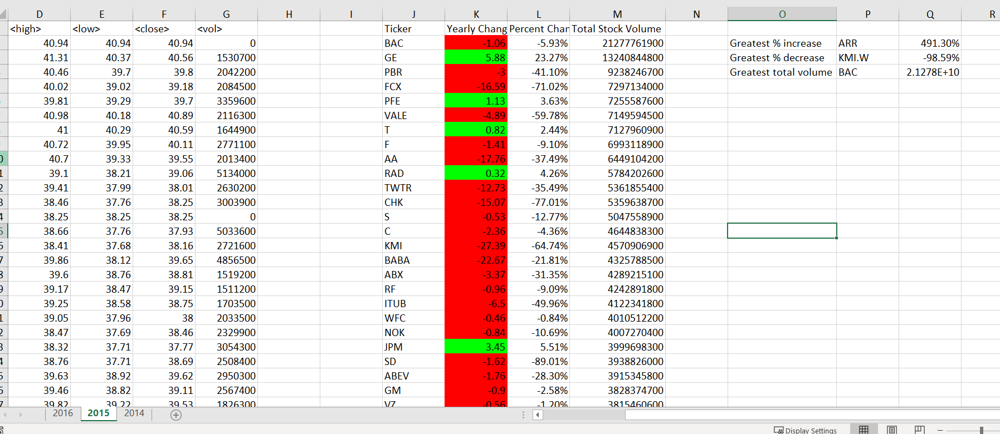 D E F G H I J K L M N O P Q R
<high> <low> <close> <vol> Ticker Yearly Chang Percent Char Total Stock Volume
40.94 40.94 40.94 0 BAC -1.06 -5.93% 21277761900 Greatest % increase ARR 491.30%
41.31 40.37 40.56 1530700 GE 5.88 23.27% 13240844800 Greatest % decrease KMI.W -98.59%
40.46 39.7 39.8 2042200 PBR -3 -41.10% 9238246700 Greatest total volume BAC 2.1278E+10
40.02 39.02 39.18 2084500 FCX -16.59 -71.02% 7297134000
39.81 39.29 39.7 3359600 PFE 1.13 3.63% 7255587600
40.98 40.18 40.89 2116300 VALE -4.89 -59.78% 7149594500
41 40.29 40.59 1644900 T 0.82 2.44% 7127960900
40.72 39.95 40.11 2771100 F -1.41 -9.10% 6993118900
40.7 39.33 39.55 2013400 AA -17.76 -37.49% 6449104200
39.1 38.21 39.06 5134000 RAD 0.32 4.26% 5784202600
39.41 37.99 38.01 2630200 TWTR -12.73 -35.49% 5361855400
38.46 37.76 38.25 3003900 CHK -15.07 -77.01% 5359638700
38.25 38.25 38.25 0 S -0.53 -12.77% 5047558900
38.66 37.76 37.93 5033600 C -2.36 -4.36% 4644838300
38.41 37.68 38.16 2721600 KMI -27.39 -64.74% 4570906900
39.86 38.12 39.65 4856500 BABA -22.67 -21.81% 4325788500
39.6 38.76 38.81 1519200 ABX -3.37 -31.35% 4289215100
39.17 38.47 39.15 1511200 RF -0.96 -9.09% 4242891800
39.25 38.58 38.75 1703500 ITUB -6.5 -49.96% 4122341800
39.05 37.96 38 2033500 WFC -0.46 -0.84% 4010512200
38.47 37.69 38.46 2329900 NOK -0.84 -10.69% 4007270400
38.32 37.71 37.77 3054300 JPM 3.45 5.51% 3999698300
38.76 37.71 38.69 2508400 SD -1.62 -89.01% 3938826000
39.63 38.92 39.62 2950300 ABEV -1.76 -28.30% 3915345800
39.46 38.82 39.11 2567400 GM -0.9 -2.58% 3828374700
39.82 39.22 39.53 1826300 VZ -0.56 -1.20% 3815460600
2016 2015 2014
Display Settings